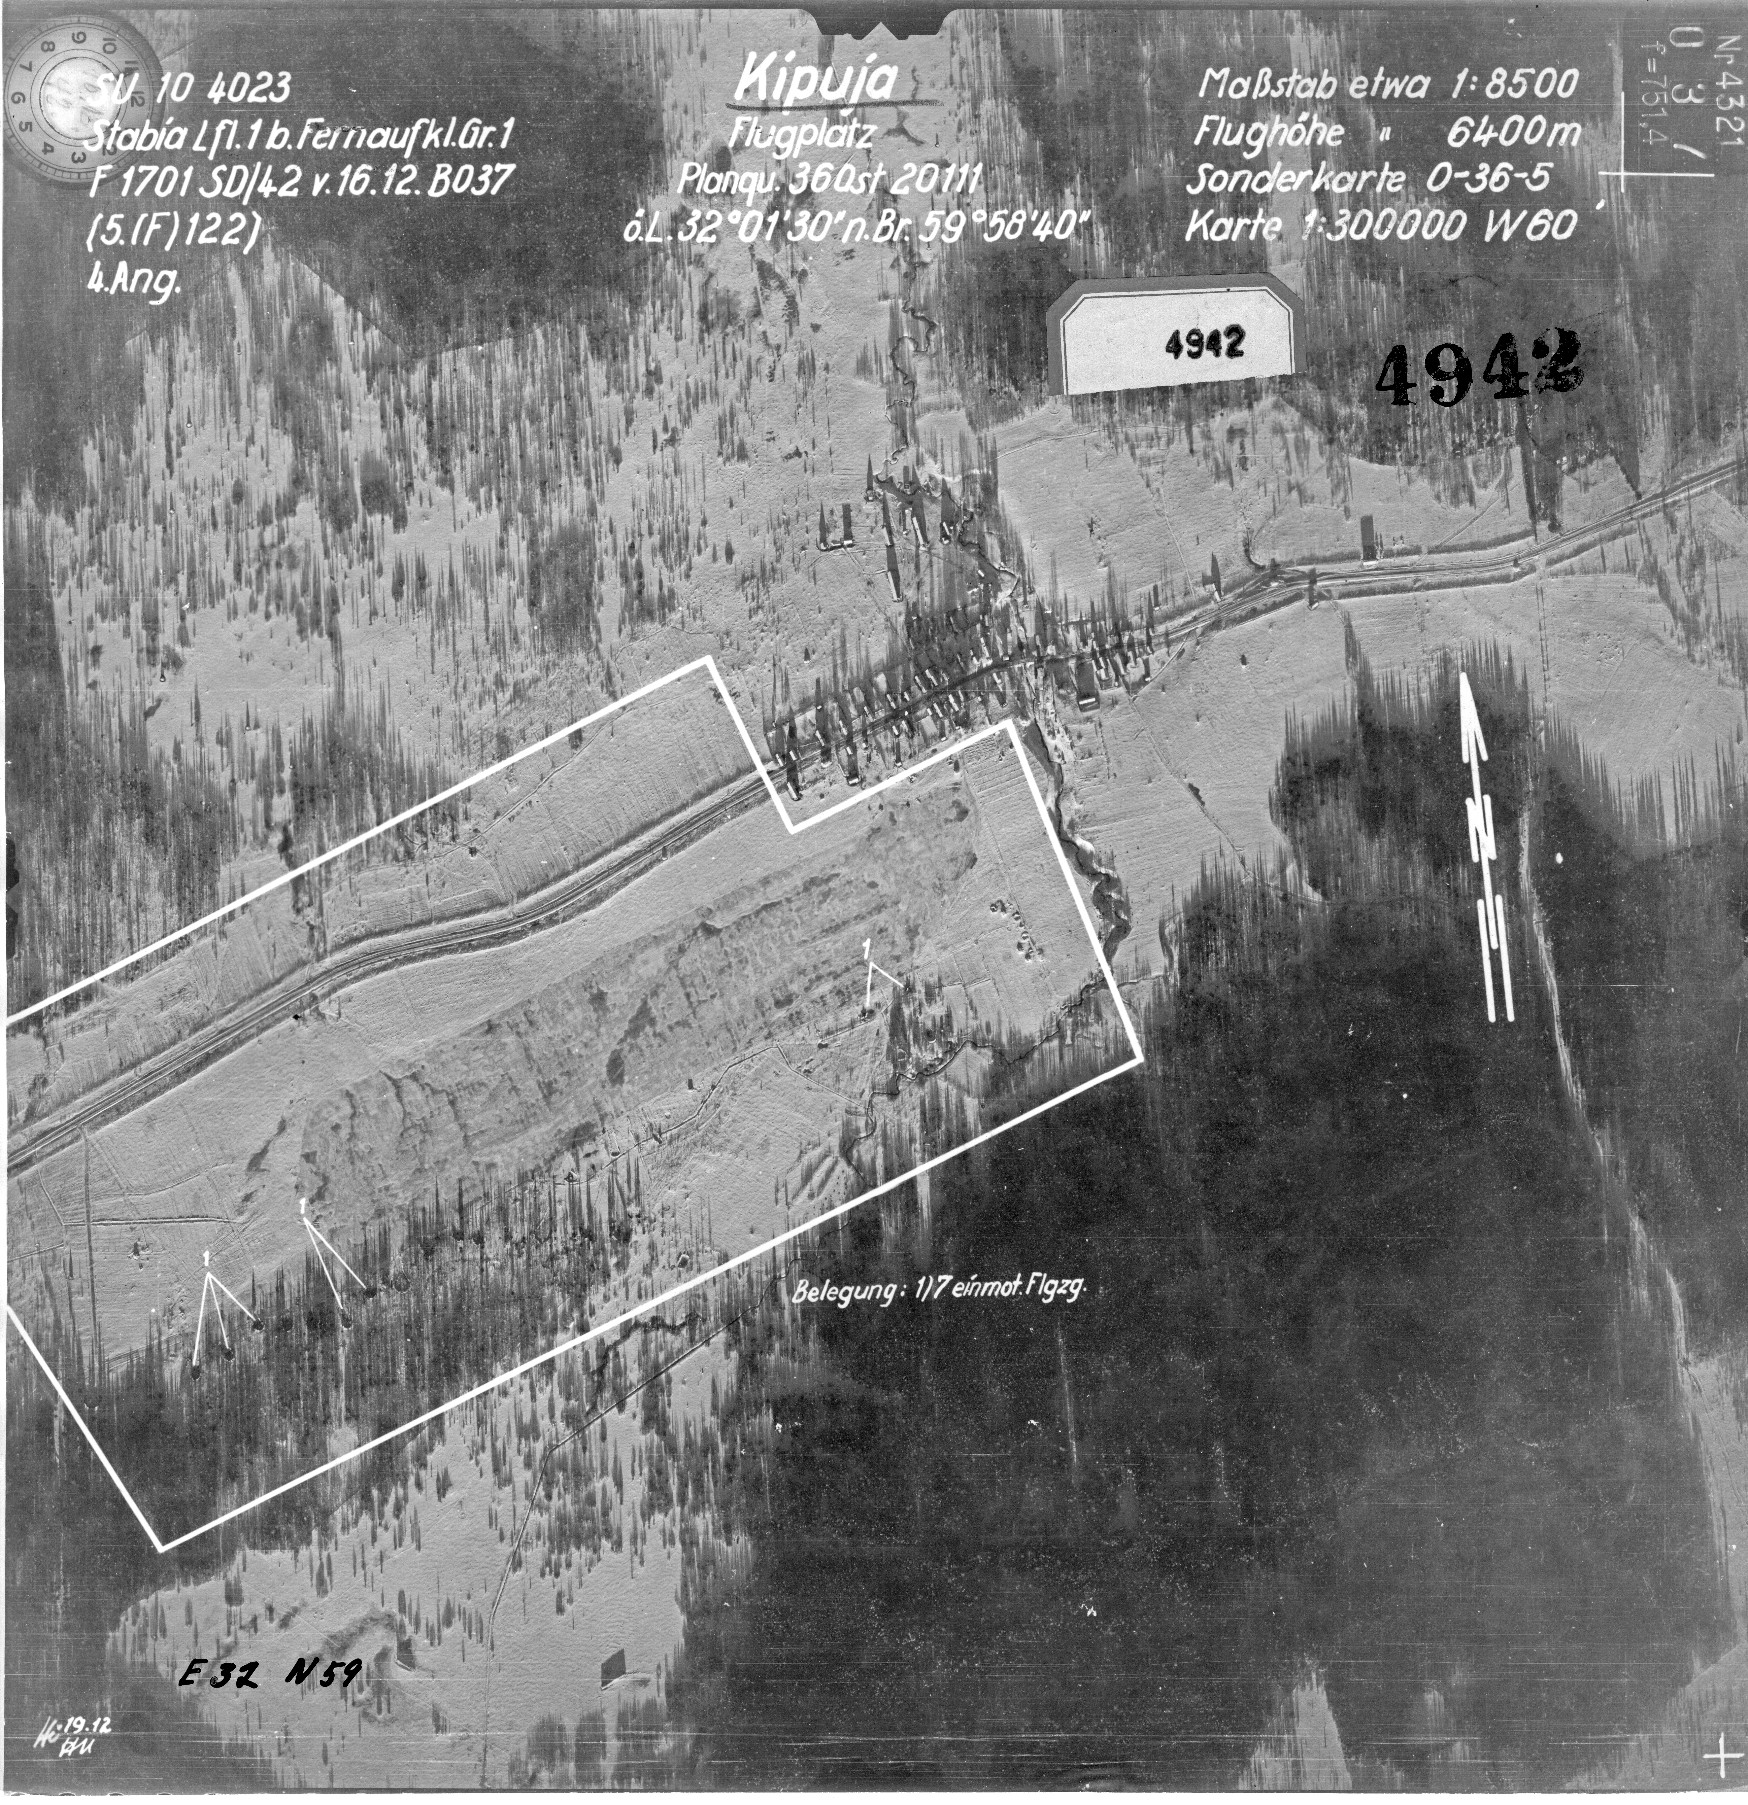 SU 10 4023
Stabia Lfl.1 b.Fernaufkl.Gr.1
F 1701 SD/42 v.16.12. B037
(5.(F)122)
4.Ang.
Kipuja
Flugplatz
Planqu. 36 Ost 20111
ö.L. 32°01'30" n.Br. 59°58'40"
Maßstab etwa 1:8500
Flughöhe " 6400m
Sonderkarte O-36-5
Karte 1:300000 W60
Nr 4321
f=751,4
4942
4942
1
1
1
N
Belegung: 1) 7 einmot. Flgzg.
E 32 N 59
19.12